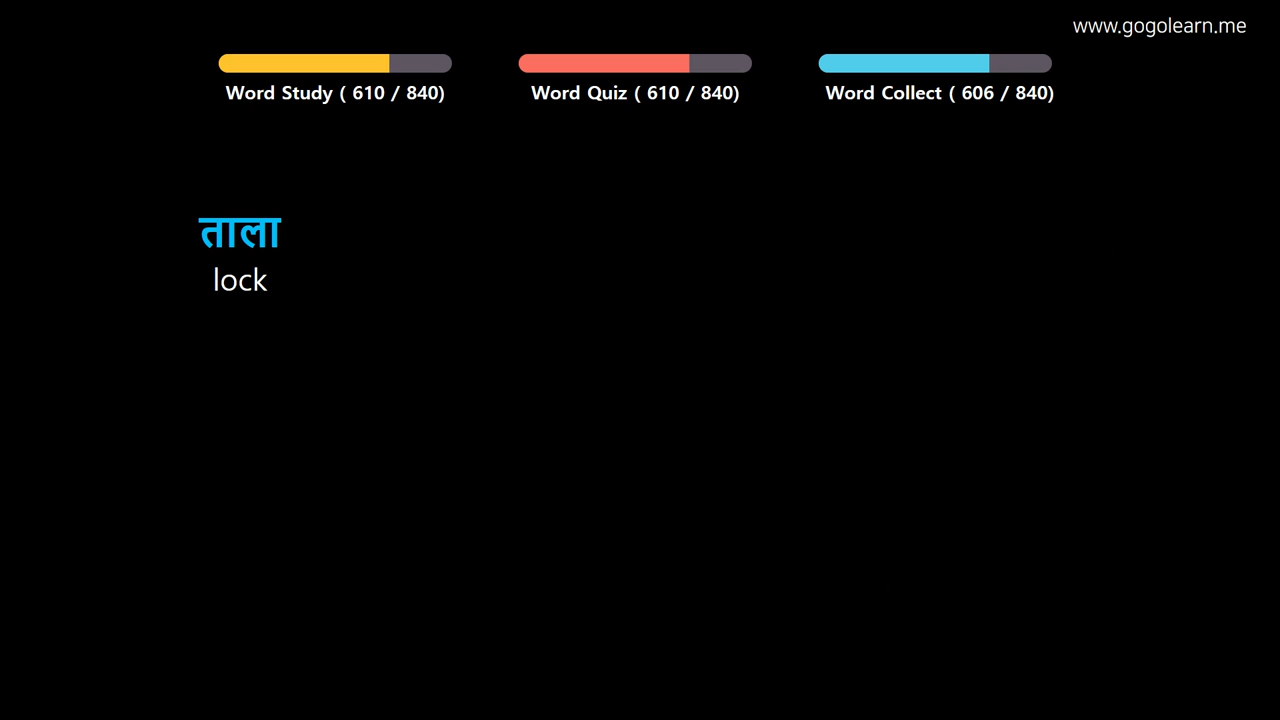 www.gogolearn.me
Word Study ( 610 / 840)
Word Quiz ( 610 / 840)
Word Collect ( 606 / 840)
ताला
lock